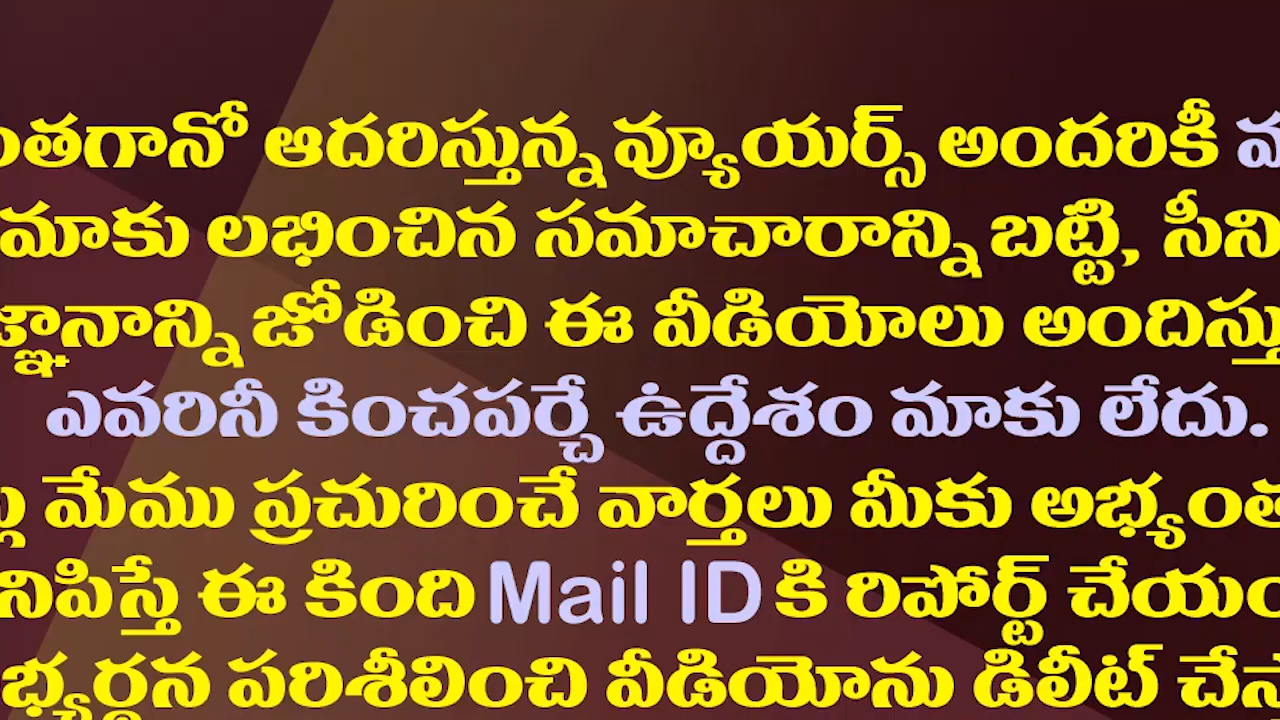 ంతగానో ఆదరిస్తున్న వ్యూయర్స్ అందరికీ
మాకు లభించిన సమాచారాన్ని బట్టి, సీని
జ్ఞానాన్ని జోడించి ఈ వీడియోలు అందిస్తు
ఎవరినీ కించపర్చే ఉద్దేశం మాకు లేదు.
మేము ప్రచురించే వార్తలు మీకు అభ్యంత
నిపిస్తే ఈ కింది Mail ID కి రిపోర్ట్ చేయం
భ్యర్ధన పరిశీలించి వీడియోను డిలీట్ చేస